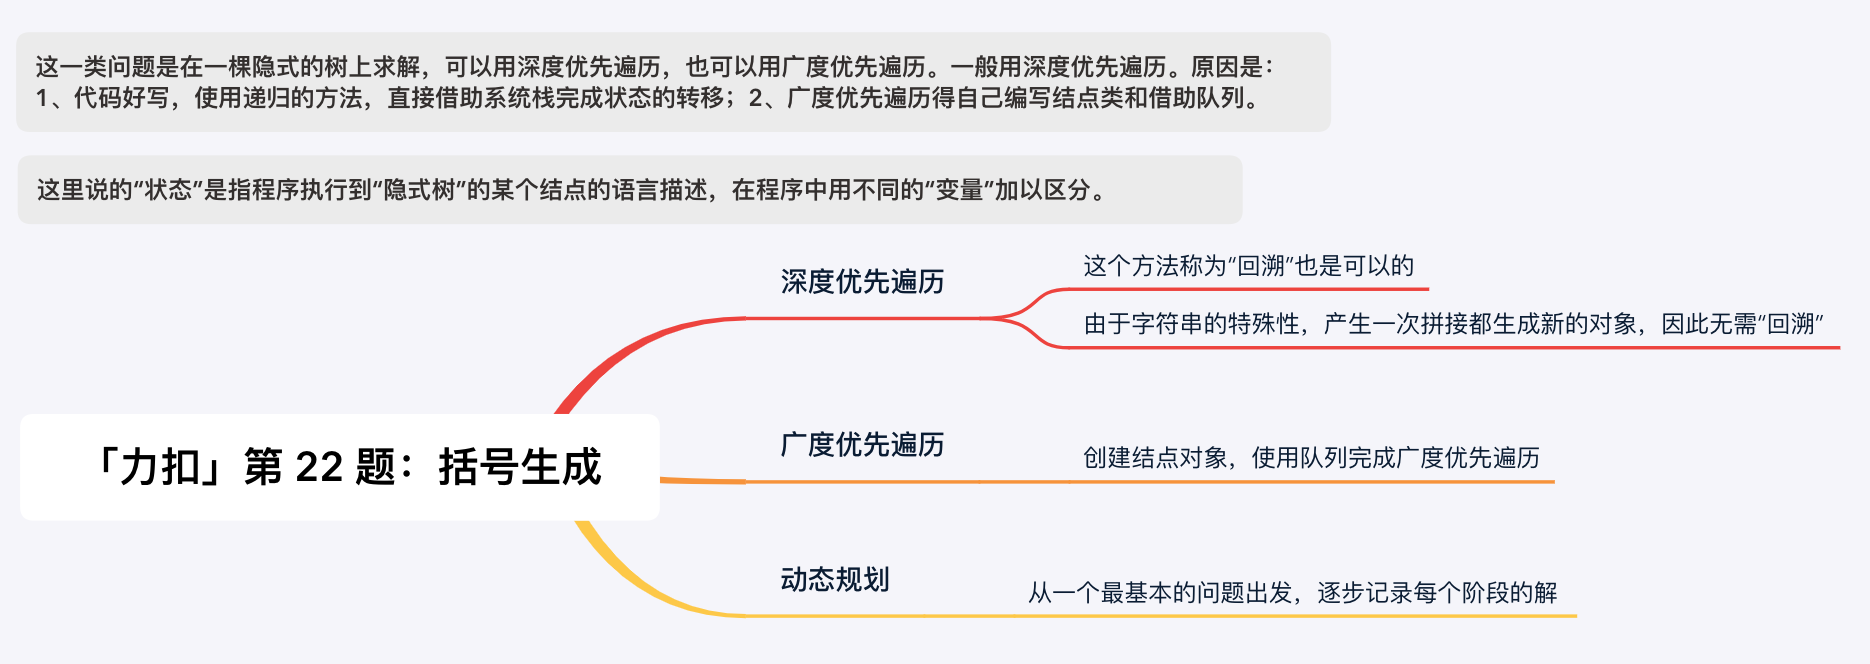 这一类问题是在一棵隐式的树上求解，可以用深度优先遍历，也可以用广度优先遍历。一般用深度优先遍历。原因是：
1、代码好写，使用递归的方法，直接借助系统栈完成状态的转移；2、广度优先遍历得自己编写结点类和借助队列。
这里说的“状态”是指程序执行到“隐式树”的某个结点的语言描述，在程序中用不同的“变量”加以区分。
深度优先遍历
这个方法称为“回溯”也是可以的
由于字符串的特殊性，产生一次拼接都生成新的对象，因此无需“回溯”
「力扣」第 22 题：括号生成
广度优先遍历
创建结点对象，使用队列完成广度优先遍历
动态规划
从一个最基本的问题出发，逐步记录每个阶段的解